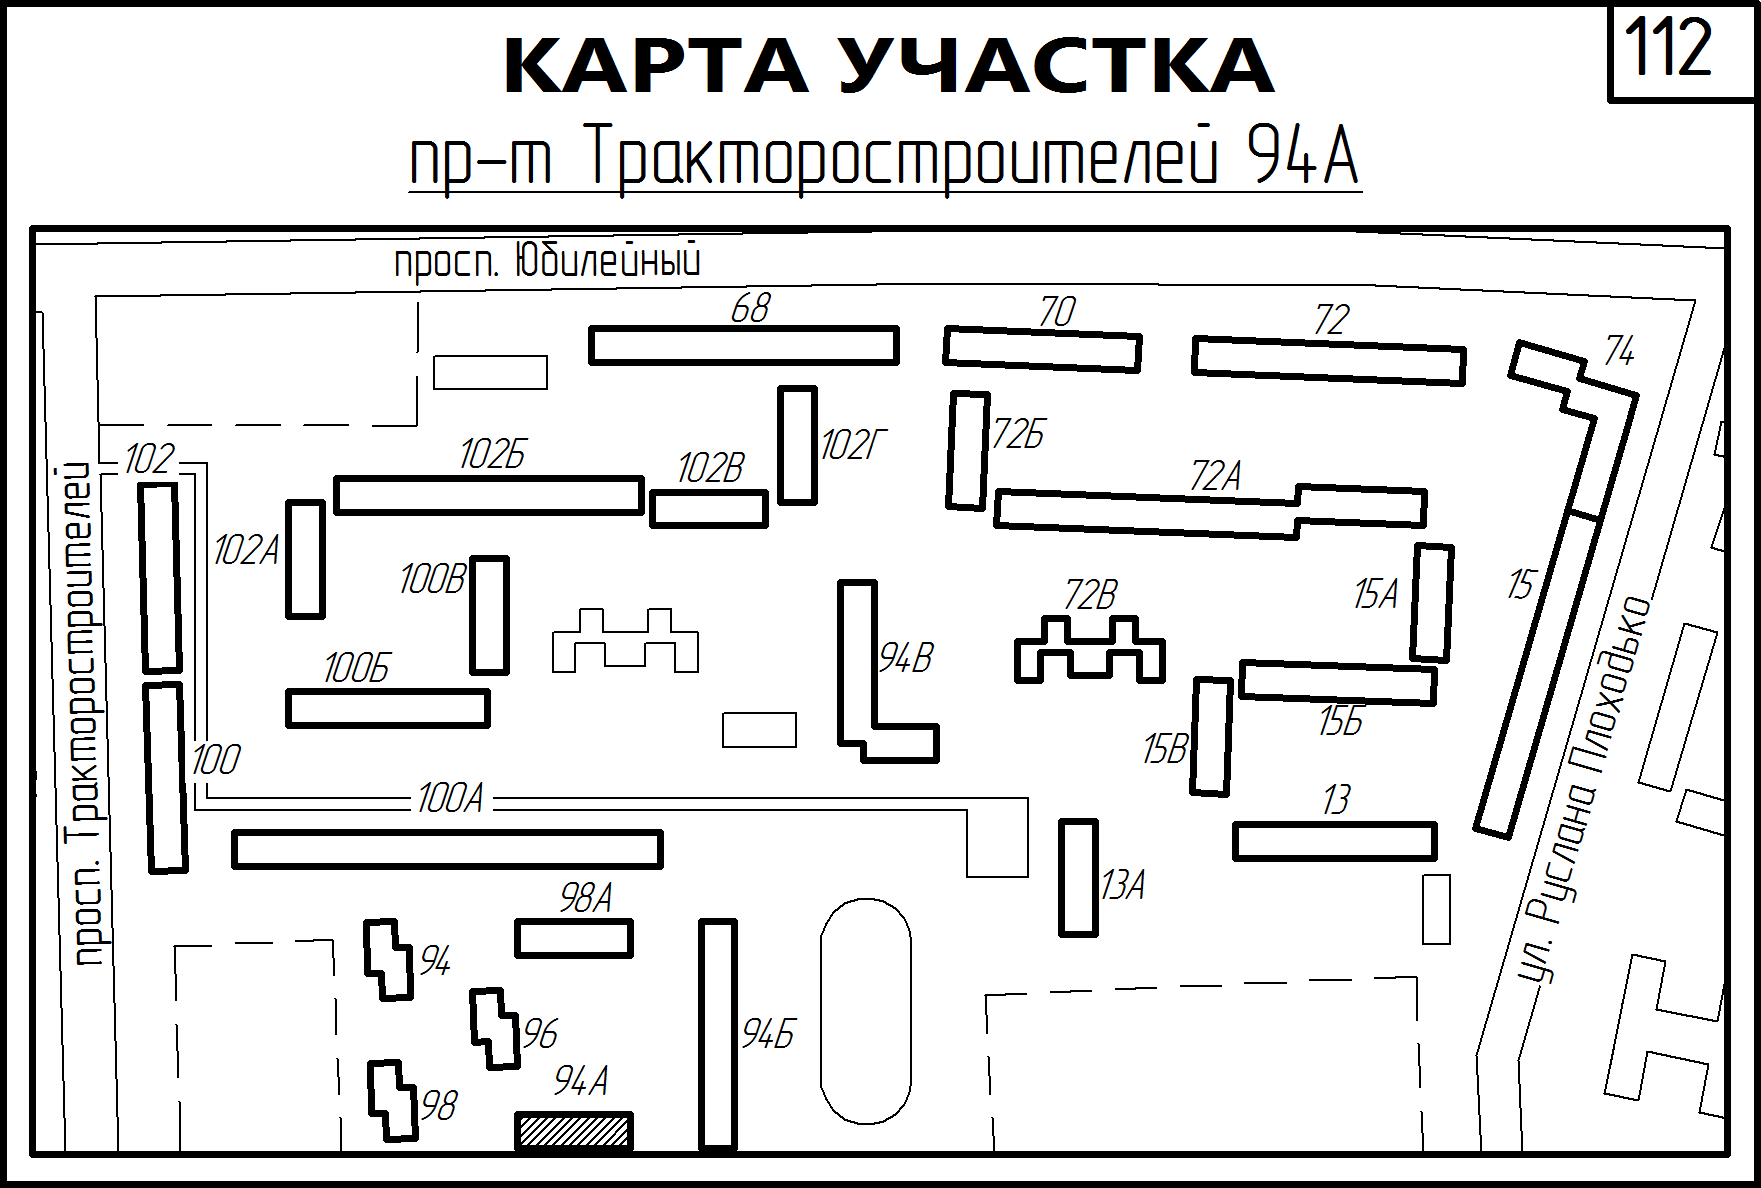 КАРТА УЧАСТКА
112
пр-т Тракторостроителей 94А
просп. Юбилейный
68
70
72
74
102
102Б
102В
102Г
72Б
72А
102А
100В
15А
15
72В
100Б
94В
15Б
15В
100
100А
13
просп. Тракторостроителей
ул. Руслана Плоходько
98А
13А
94
96
94Б
94А
98